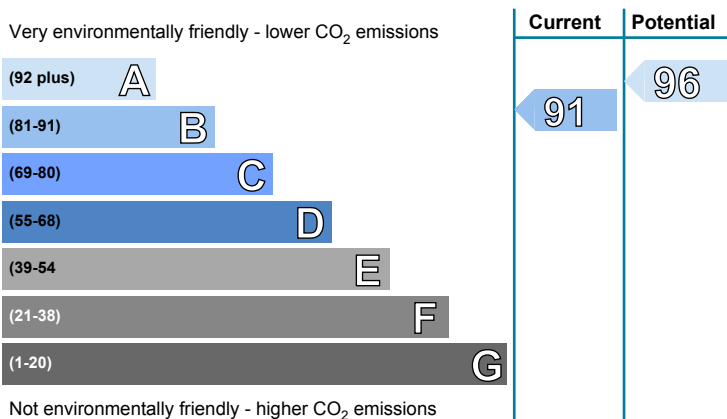 Very environmentally friendly - lower CO2 emissions
Current
Potential
(92 plus) A
(81-91) B
(69-80) C
(55-68) D
(39-54 E
(21-38) F
(1-20) G
91
96
Not environmentally friendly - higher CO2 emissions